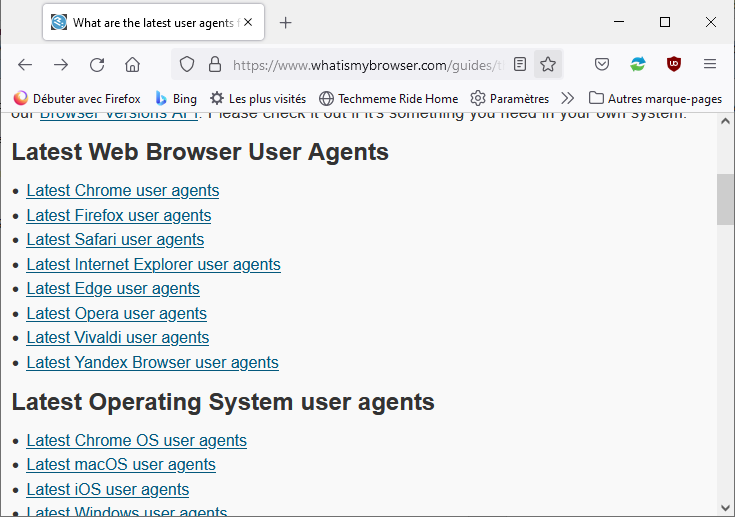 What are the latest user agents f
https://www.whatismybrowser.com/guides/t
Débuter avec Firefox Bing Les plus visités Techmeme Ride Home Paramètres Autres marque-pages
our Browser Versions API. Please check it out if it's something you need in your own system.
Latest Web Browser User Agents
• Latest Chrome user agents
• Latest Firefox user agents
• Latest Safari user agents
• Latest Internet Explorer user agents
• Latest Edge user agents
• Latest Opera user agents
• Latest Vivaldi user agents
• Latest Yandex Browser user agents
Latest Operating System user agents
• Latest Chrome OS user agents
• Latest macOS user agents
• Latest iOS user agents
• Latest Windows user agents